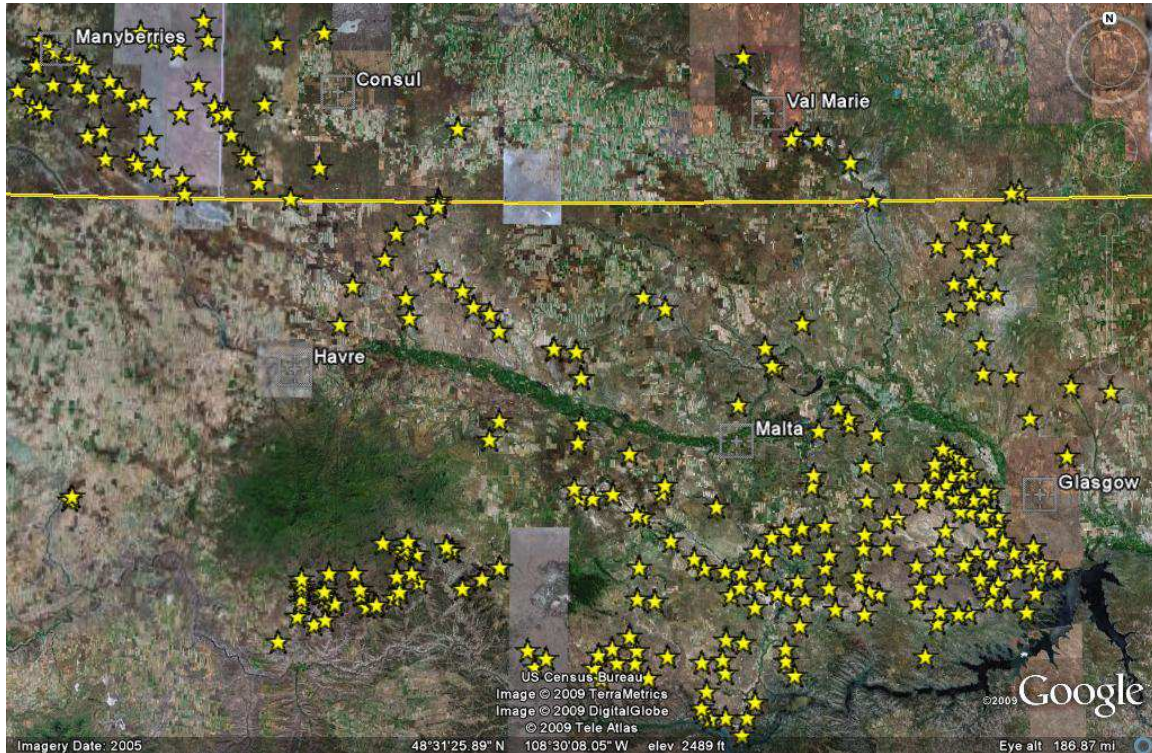 N
Manyberries
Consul
Val Marie
Havre
Malta
Glasgow
US Census Bureau
Image © 2009 TerraMetrics
Image © 2009 DigitalGlobe
© 2009 Tele Atlas
©2009 Google
Imagery Date: 2005 48°31'25.89" N 108°30'08.05" W elev 2489 ft Eye alt 186.87 mi